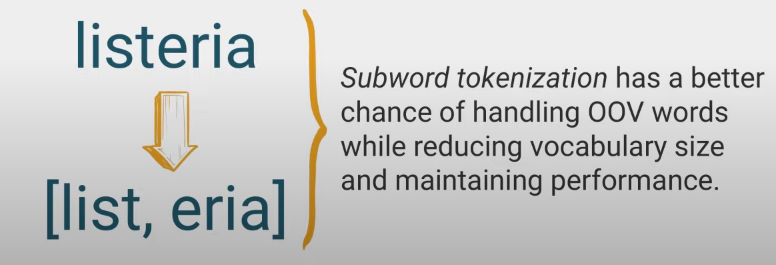 listeria
[list, eria]
Subword tokenization has a better
chance of handling OOV words
while reducing vocabulary size
and maintaining performance.